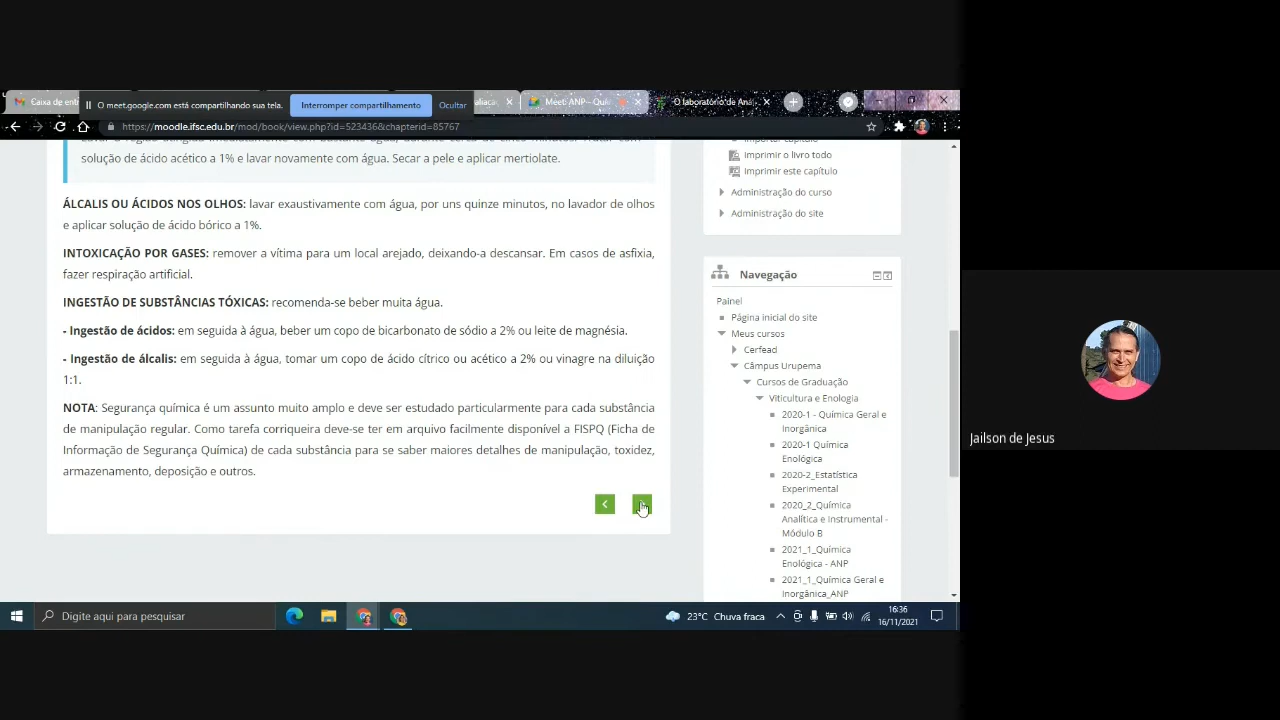 Caixa de ent
O meet.google.com está compartilhando sua tela.
Interromper compartilhamento
Ocultar
Meet: ANP – Quí
O laboratório de Aná
https://moodle.ifsc.edu.br/mod/book/view.php?id=523436&chapterid=85767
solução de ácido acético a 1% e lavar novamente com água. Secar a pele e aplicar mertiolate.
ÁLCALIS OU ÁCIDOS NOS OLHOS: lavar exaustivamente com água, por uns quinze minutos, no lavador de olhos
e aplicar solução de ácido bórico a 1%.
INTOXICAÇÃO POR GASES: remover a vítima para um local arejado, deixando-a descansar. Em casos de asfixia,
fazer respiração artificial.
INGESTÃO DE SUBSTÂNCIAS TÓXICAS: recomenda-se beber muita água.
- Ingestão de ácidos: em seguida à água, beber um copo de bicarbonato de sódio a 2% ou leite de magnésia.
- Ingestão de álcalis: em seguida à água, tomar um copo de ácido cítrico ou acético a 2% ou vinagre na diluição
1:1.
NOTA: Segurança química é um assunto muito amplo e deve ser estudado particularmente para cada substância
de manipulação regular. Como tarefa corriqueira deve-se ter em arquivo facilmente disponível a FISPQ (Ficha de
Informação de Segurança Química) de cada substância para se saber maiores detalhes de manipulação, toxidez,
armazenamento, deposição e outros.
Imprimir o livro todo
Imprimir este capítulo
Administração do curso
Administração do site
Navegação
Painel
Página inicial do site
Meus cursos
Cerfead
Câmpus Urupema
Cursos de Graduação
Viticultura e Enologia
2020-1 - Química Geral e
Inorgânica
2020-1 Química
Enológica
2020-2_Estatística
Experimental
2020_2_Química
Analítica e Instrumental -
Módulo B
2021_1_Química
Enológica - ANP
2021_1_Química Geral e
Inorgânica_ANP
Jailson de Jesus
Digite aqui para pesquisar
23°C Chuva fraca
16:36
16/11/2021